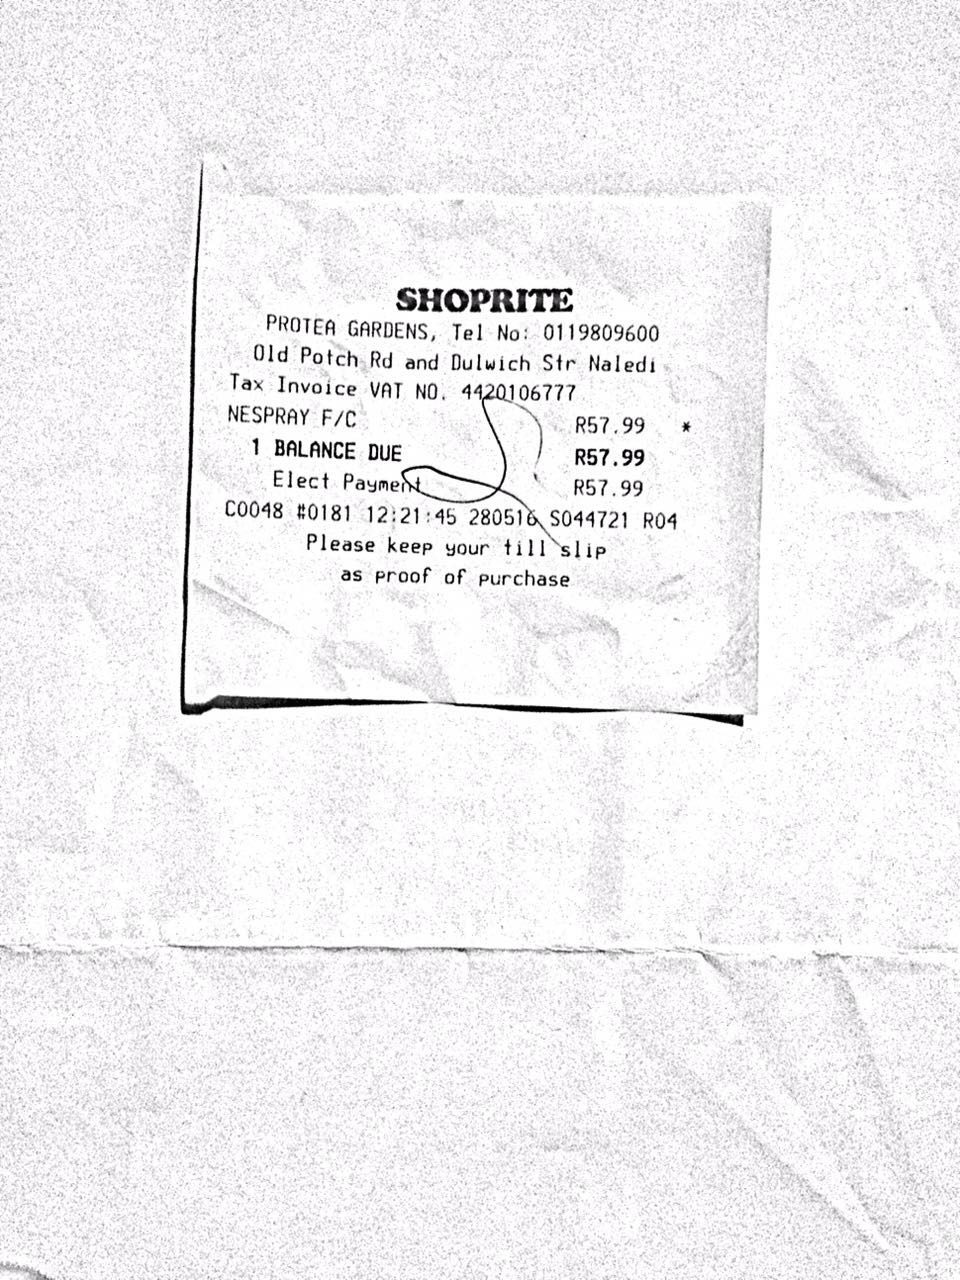 SHOPRITE
PROTEA GARDENS, Tel No: 0119809600
Old Potch Rd and Dulwich Str Naledi
Tax Invoice VAT NO. 4420106777
NESPRAY F/C R57.99 *
1 BALANCE DUE R57.99
Elect Payment R57.99
C0048 #0181 12:21:45 280516 S044721 R04
Please keep your till slip
as proof of purchase